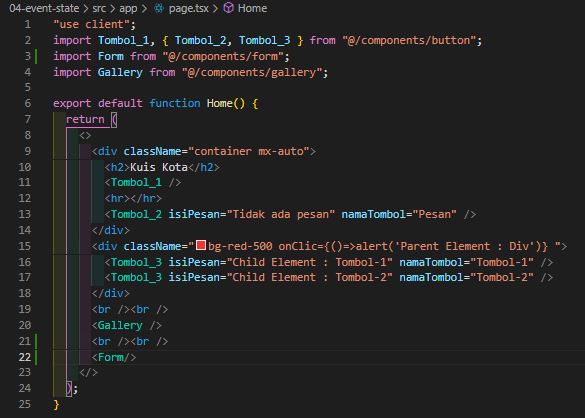 04-event-state > src > app > page.tsx > Home
1 "use client";
2 import Tombol_1, { Tombol_2, Tombol_3 } from "@/components/button";
3 import Form from "@/components/form";
4 import Gallery from "@/components/gallery";
5
6 export default function Home() {
7 return (
8 <>
9 <div className="container mx-auto">
10 <h2>Kuis Kota</h2>
11 <Tombol_1 />
12 <hr></hr>
13 <Tombol_2 isiPesan="Tidak ada pesan" namaTombol="Pesan" />
14 </div>
15 <div className="bg-red-500 onClic={()=>alert('Parent Element : Div')} ">
16 <Tombol_3 isiPesan="Child Element : Tombol-1" namaTombol="Tombol-1" />
17 <Tombol_3 isiPesan="Child Element : Tombol-2" namaTombol="Tombol-2" />
18 </div>
19 <br /><br />
20 <Gallery />
21 <br /><br />
22 <Form/>
23 </>
24 );
25 }